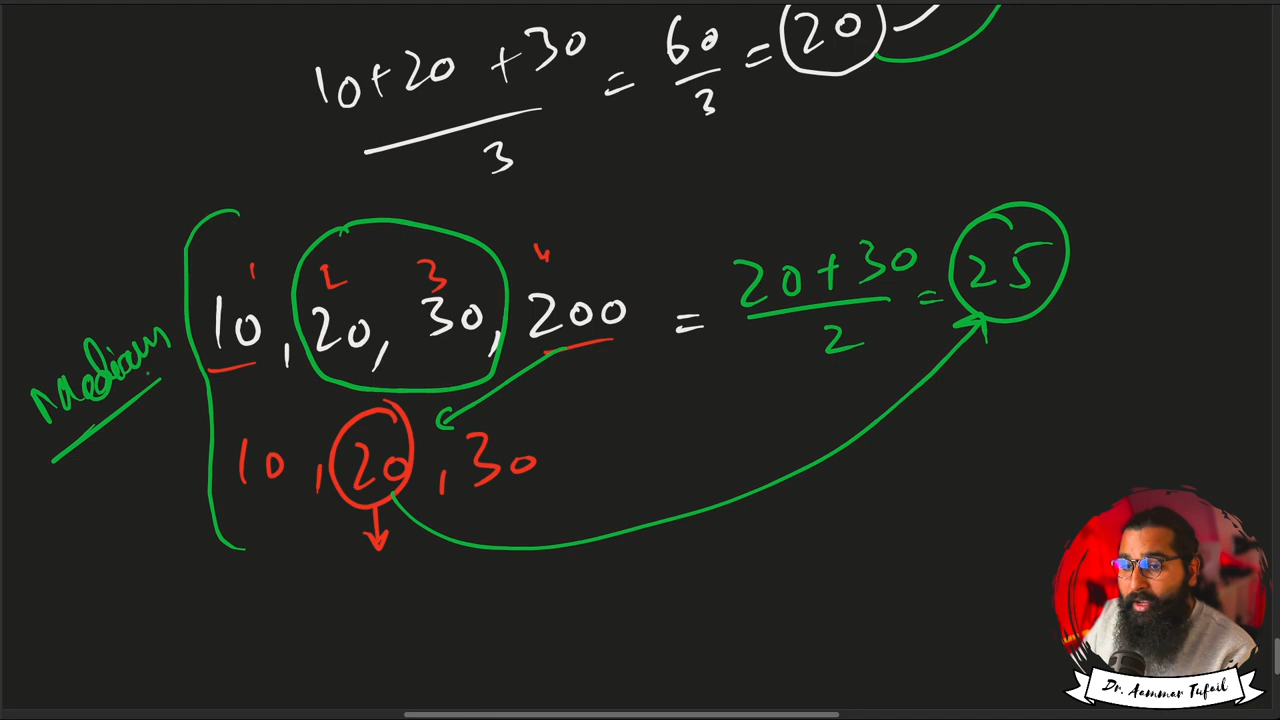 10+20+30 / 3 = 60/3 = 20
1 2 3 4
10, 20, 30, 200 = 20+30 / 2 = 25
median
10, 20, 30
Dr. Aammar Tufail